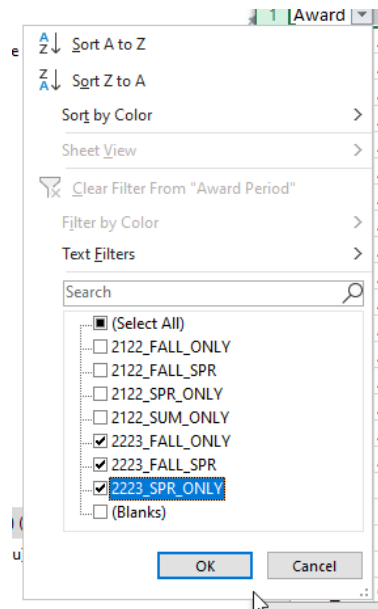 1 Award
e
Sort A to Z
Sort Z to A
Sort by Color
Sheet View
Clear Filter From "Award Period"
Filter by Color
Text Filters
Search
(Select All)
2122_FALL_ONLY
2122_FALL_SPR
2122_SPR_ONLY
2122_SUM_ONLY
2223_FALL_ONLY
2223_FALL_SPR
2223_SPR_ONLY
(Blanks)
) (
u)
OK Cancel